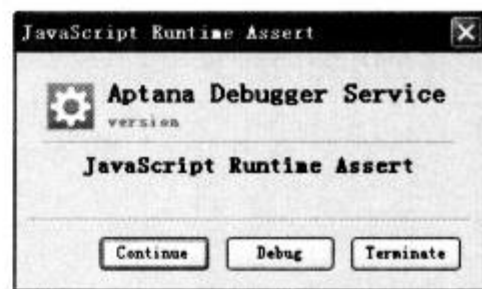 JavaScript Runtime Assert
Aptana Debugger Service
version
JavaScript Runtime Assert
Continue Debug Terminate